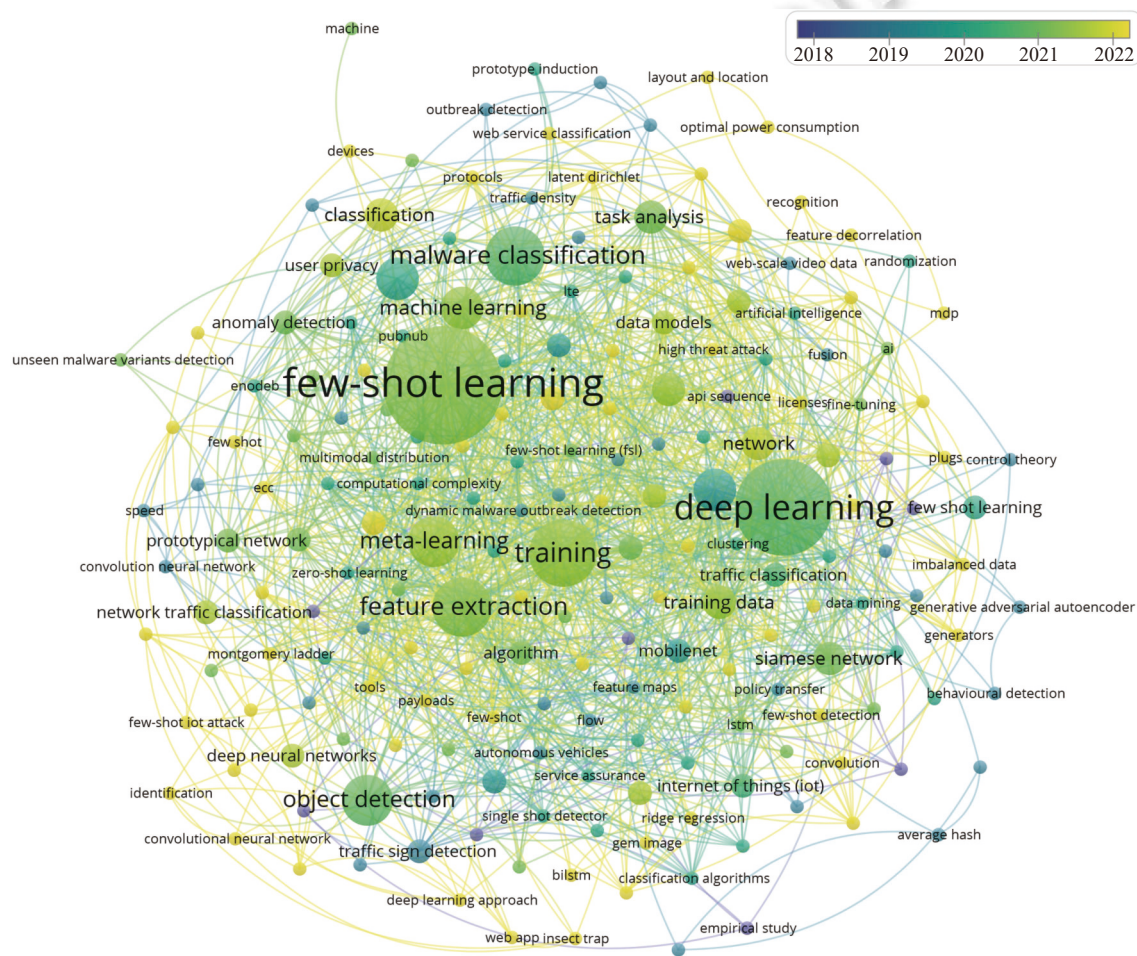 machine
2018 2019 2020 2021 2022
prototype induction
layout and location
outbreak detection
web service classification
optimal power consumption
devices
protocols
latent dirichlet
traffic density
recognition
classification
task analysis
feature decorrelation
malware classification
user privacy
web-scale video data
randomization
lte
machine learning
artificial intelligence
mdp
anomaly detection
data models
pubnub
high threat attack
ai
unseen malware variants detection
fusion
enodeb
few-shot learning
api sequence
licenses
fine-tuning
few shot
few-shot learning (fsl)
network
multimodal distribution
plugs
control theory
ecc
computational complexity
speed
dynamic malware outbreak detection
deep learning
few shot learning
prototypical network
meta-learning
training
clustering
convolution neural network
zero-shot learning
traffic classification
imbalanced data
network traffic classification
feature extraction
training data
data mining
generative adversarial autoencoder
generators
montgomery ladder
algorithm
mobilenet
siamese network
tools
feature maps
policy transfer
behavioural detection
payloads
few-shot iot attack
few-shot
flow
lstm
few-shot detection
deep neural networks
autonomous vehicles
convolution
service assurance
internet of things (iot)
identification
object detection
single shot detector
ridge regression
convolutional neural network
traffic sign detection
gem image
average hash
bilstm
classification algorithms
deep learning approach
web app
insect trap
empirical study